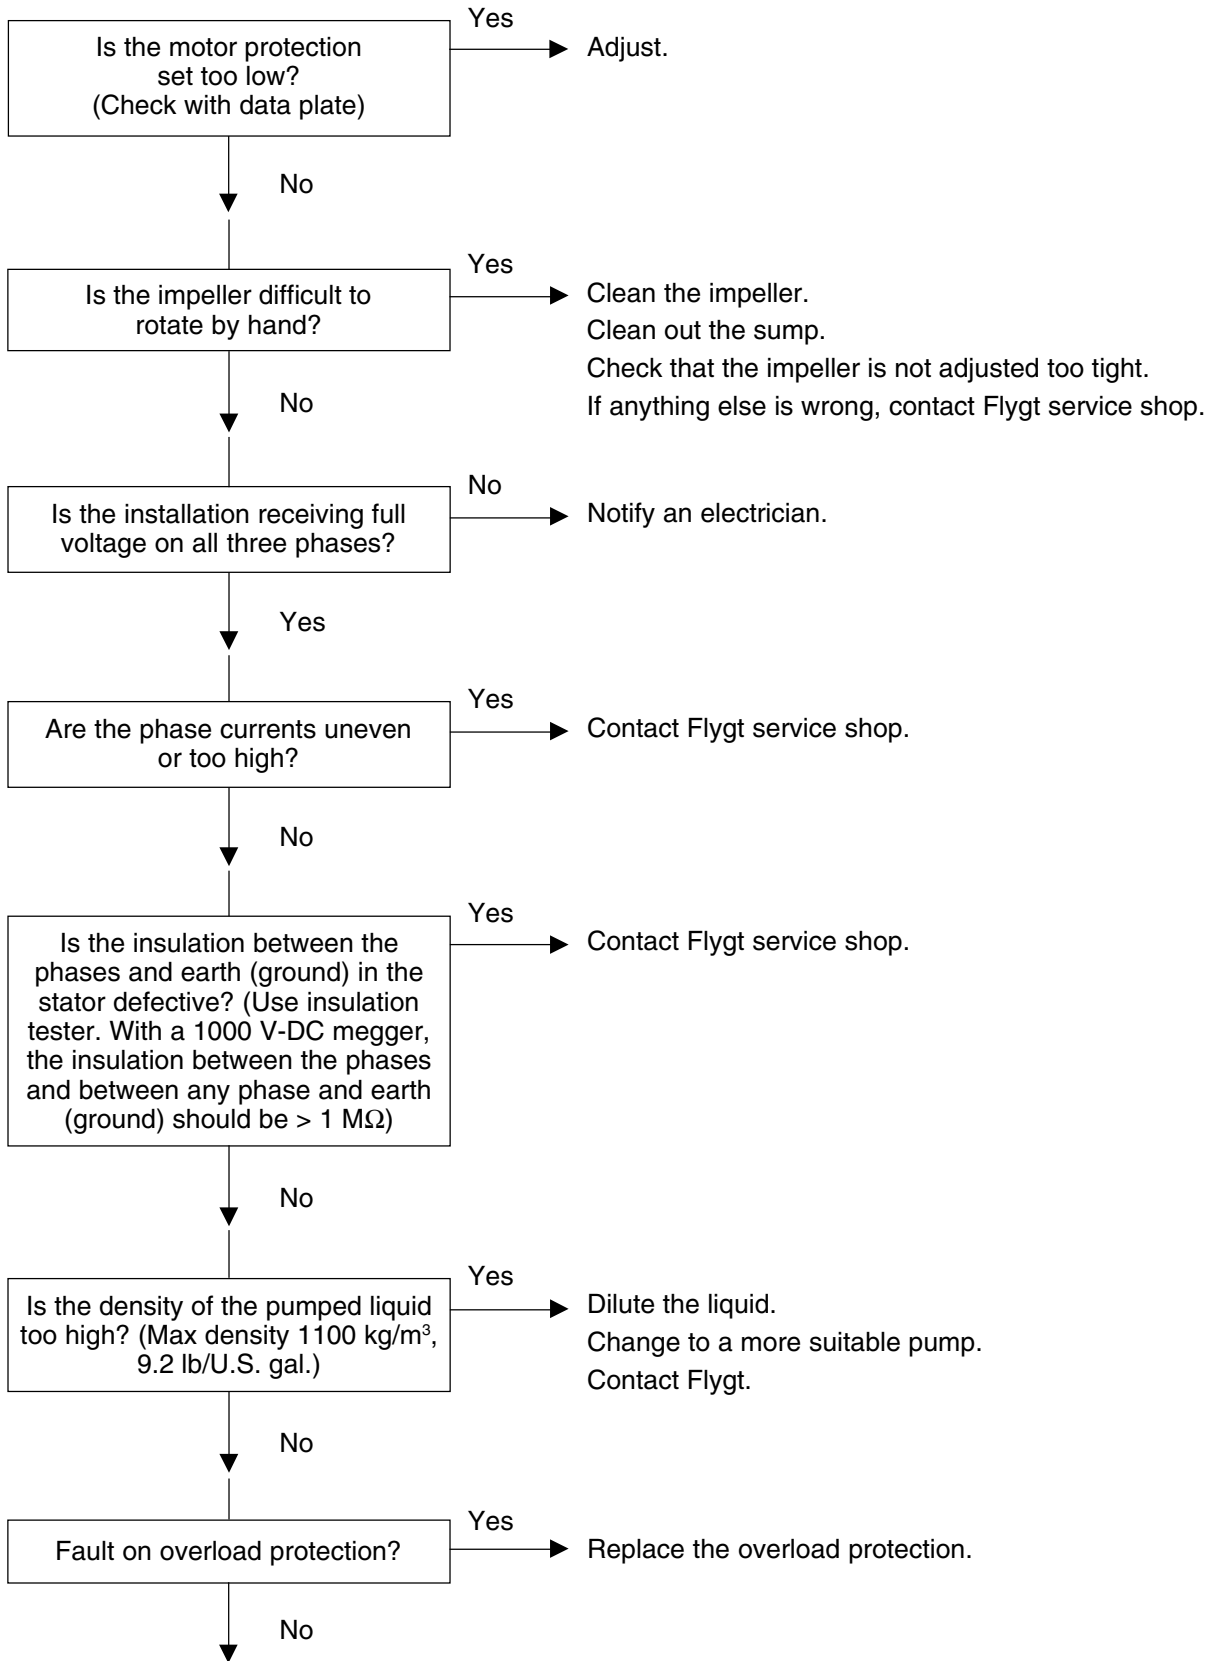 Yes
Is the motor protection
set too low?
(Check with data plate)
Adjust.
No
Yes
Is the impeller difficult to
rotate by hand?
Clean the impeller.
Clean out the sump.
Check that the impeller is not adjusted too tight.
If anything else is wrong, contact Flygt service shop.
No
No
Is the installation receiving full
voltage on all three phases?
Notify an electrician.
Yes
Yes
Are the phase currents uneven
or too high?
Contact Flygt service shop.
No
Yes
Is the insulation between the
phases and earth (ground) in the
stator defective? (Use insulation
tester. With a 1000 V-DC megger,
the insulation between the phases
and between any phase and earth
(ground) should be > 1 MΩ)
Contact Flygt service shop.
No
Yes
Is the density of the pumped liquid
too high? (Max density 1100 kg/m³,
9.2 lb/U.S. gal.)
Dilute the liquid.
Change to a more suitable pump.
Contact Flygt.
No
Yes
Fault on overload protection?
Replace the overload protection.
No